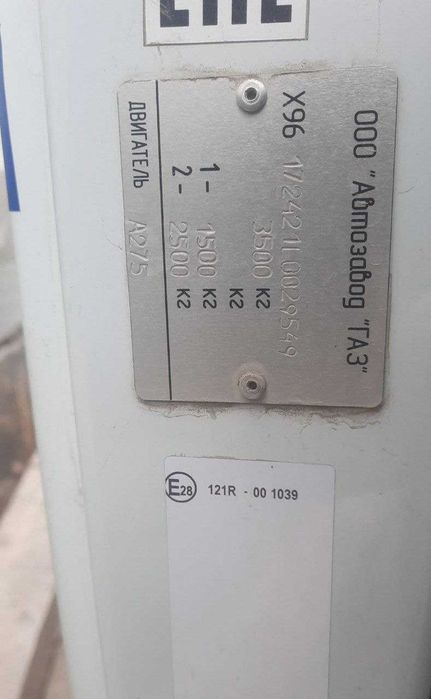 ООО "Автозавод "ГАЗ"
X96 172421L0029549
3500 кг
кг
1 - 1500 кг
2 - 2500 кг
ДВИГАТЕЛЬ A275
E28 121R - 00 1039